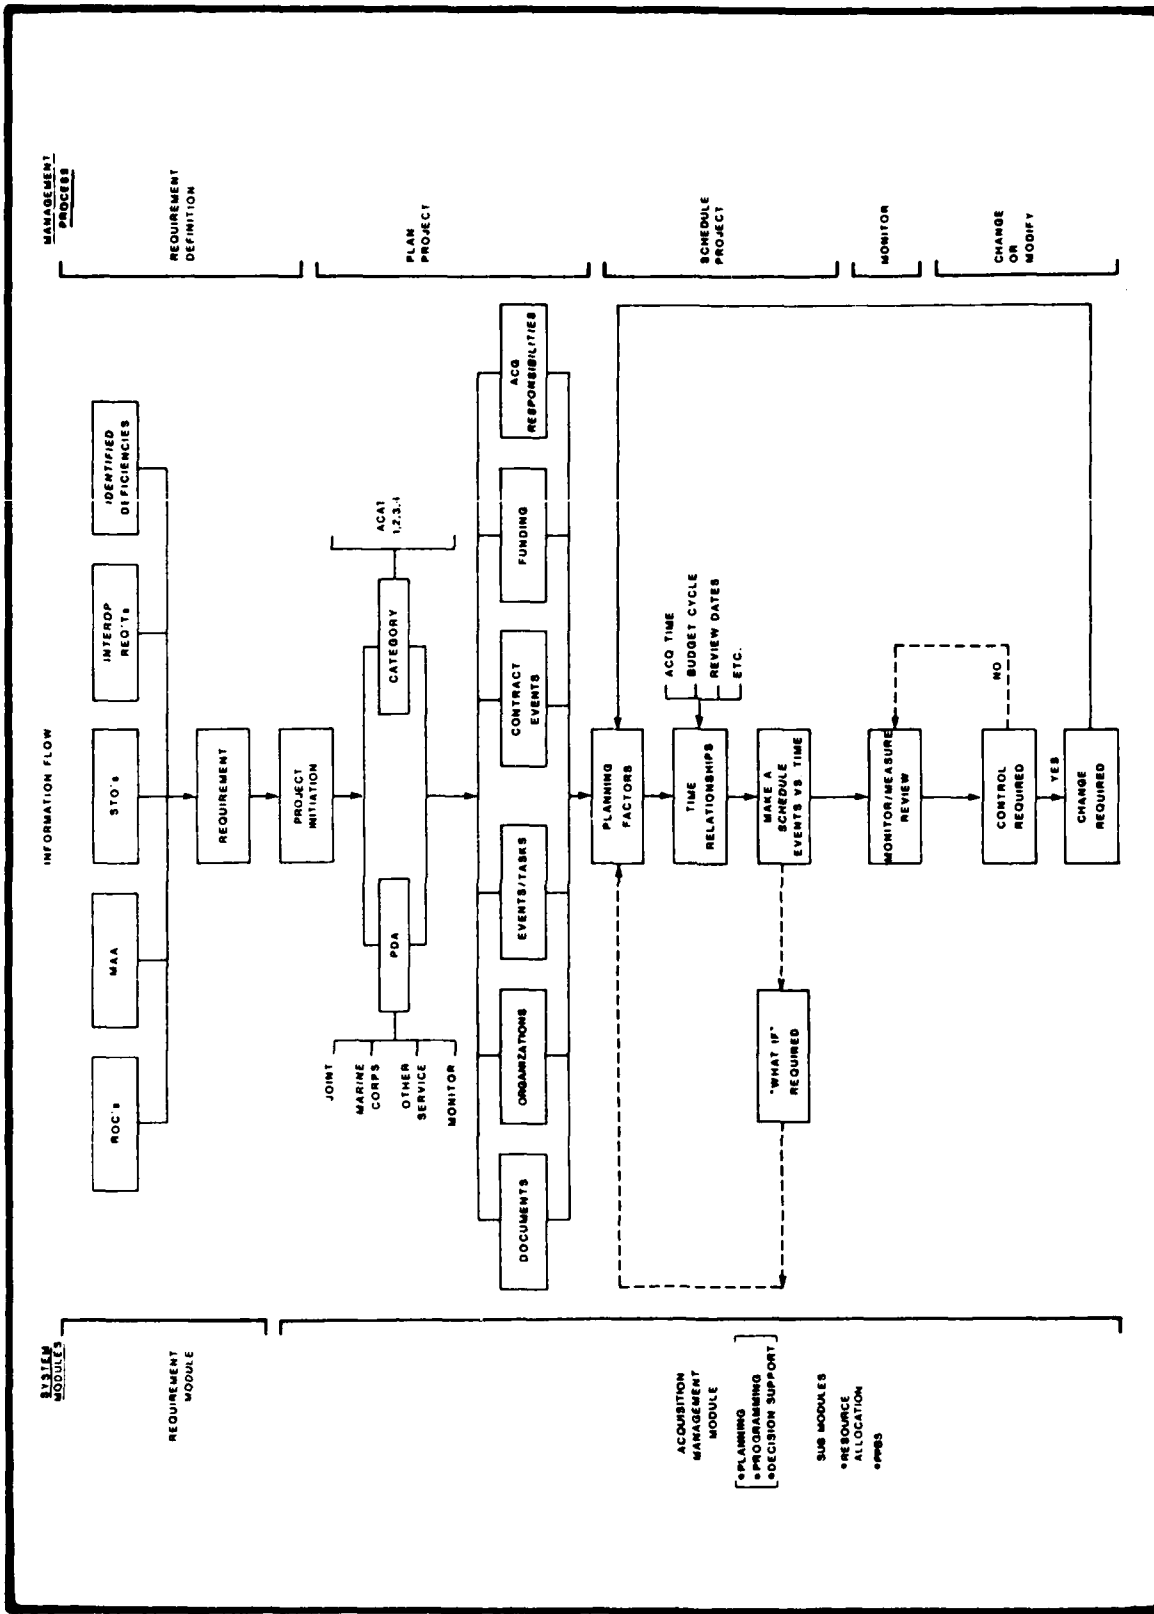 SYSTEM
MODULES
INFORMATION FLOW
MANAGEMENT
PROCESS
REQUIREMENT
MODULE
ROC's
MAA
STO's
INTEROP
REQ'Ts
IDENTIFIED
DEFICIENCIES
REQUIREMENT
DEFINITION
REQUIREMENT
PROJECT
INITIATION
JOINT
MARINE
CORPS
OTHER
SERVICE
MONITOR
PDA
CATEGORY
ACAT
1,2,3,4
PLAN
PROJECT
DOCUMENTS
ORGANIZATIONS
EVENTS/TASKS
CONTRACT
EVENTS
FUNDING
ACQ
RESPONSIBILITIES
PLANNING
FACTORS
TIME
RELATIONSHIPS
ACQ TIME
BUDGET CYCLE
REVIEW DATES
ETC.
SCHEDULE
PROJECT
ACQUISITION
MANAGEMENT
MODULE
•PLANNING
•PROGRAMMING
•DECISION SUPPORT
SUB MODULES
•RESOURCE
ALLOCATION
•PPBS
"WHAT IF"
REQUIRED
MAKE A
SCHEDULE
EVENTS VS TIME
MONITOR/MEASURE
REVIEW
MONITOR
CONTROL
REQUIRED
NO
YES
CHANGE
REQUIRED
CHANGE
OR
MODIFY